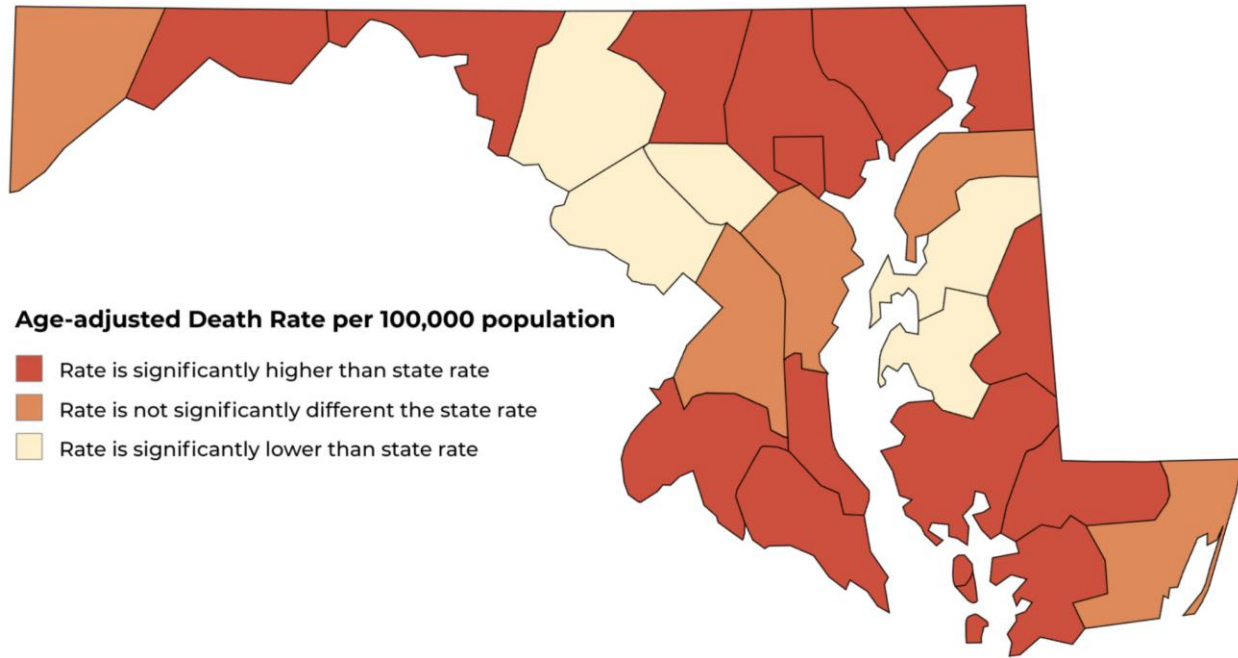 Age-adjusted Death Rate per 100,000 population
Rate is significantly higher than state rate
Rate is not significantly different the state rate
Rate is significantly lower than state rate